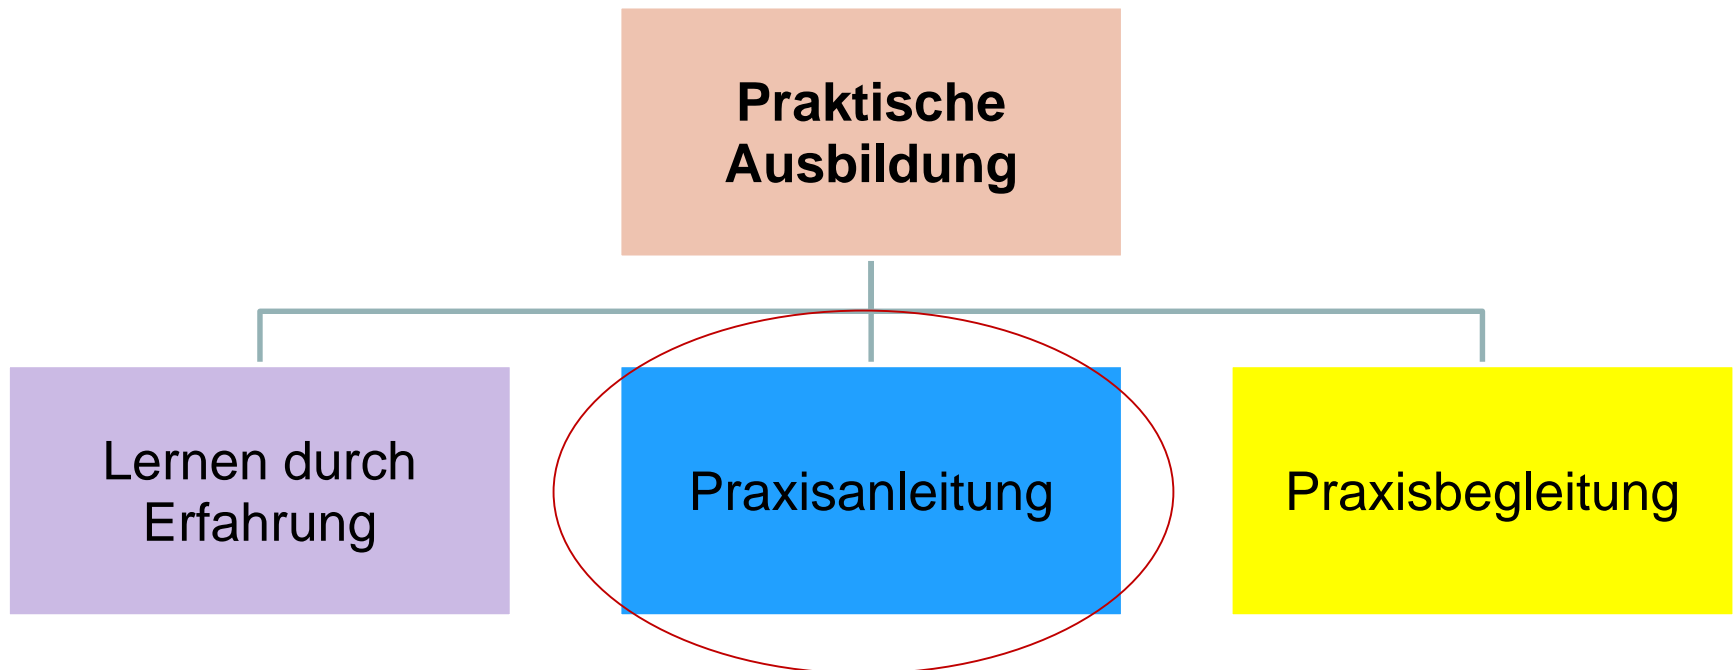 Praktische
Ausbildung
Lernen durch
Erfahrung
Praxisanleitung
Praxisbegleitung